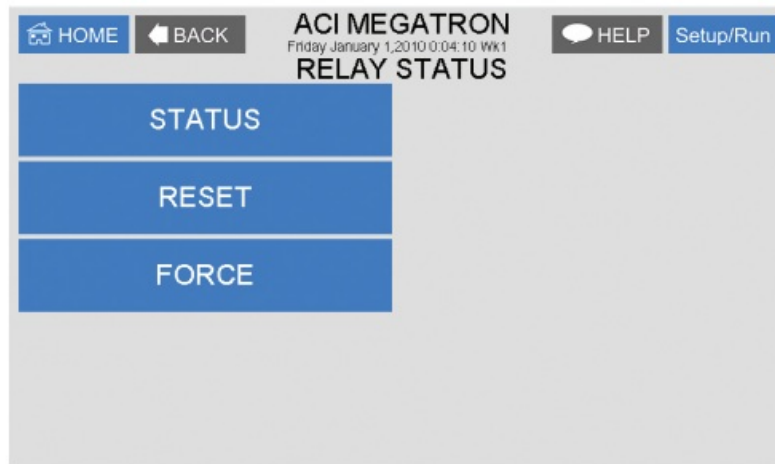 HOME BACK ACI MEGATRON HELP Setup/Run
Friday January 1,2010 0:04:10 Wk1
RELAY STATUS
STATUS
RESET
FORCE